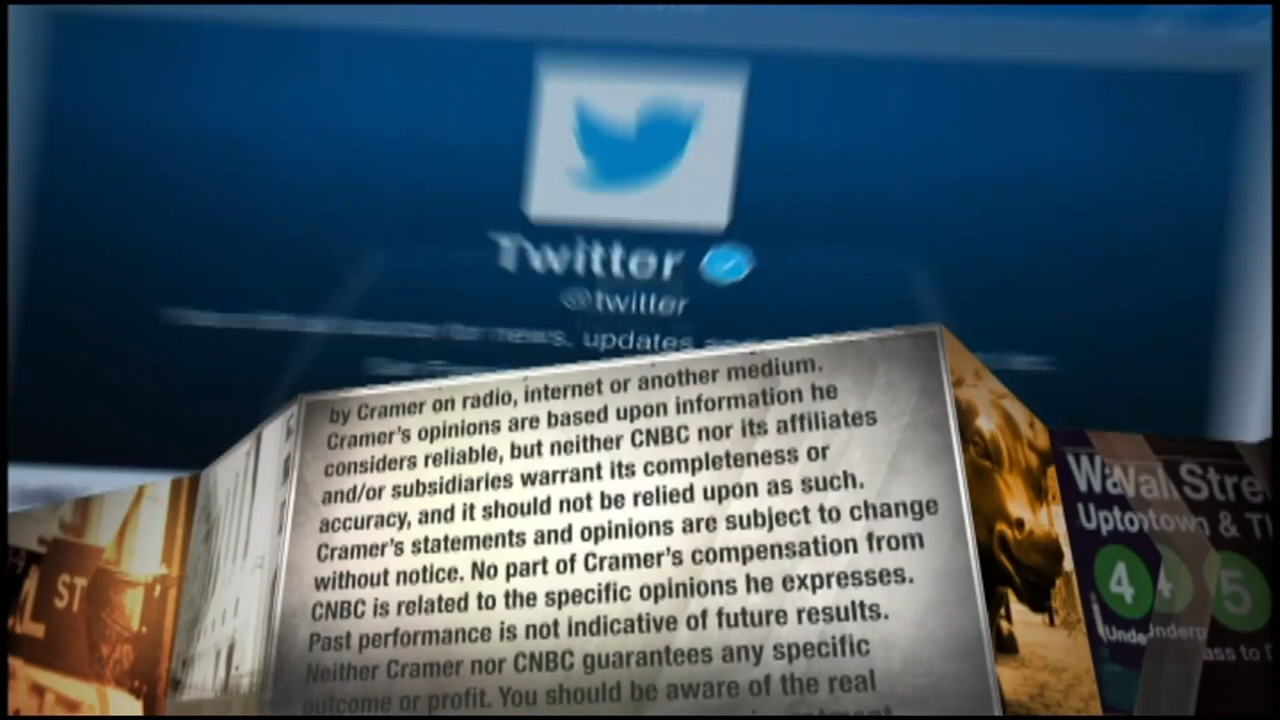 Twitter
@twitter
for news, updates
by Cramer on radio, internet or another medium.
Cramer's opinions are based upon information he
considers reliable, but neither CNBC nor its affiliates
and/or subsidiaries warrant its completeness or
accuracy, and it should not be relied upon as such.
Cramer's statements and opinions are subject to change
without notice. No part of Cramer's compensation from
CNBC is related to the specific opinions he expresses.
Past performance is not indicative of future results.
Neither Cramer nor CNBC guarantees any specific
outcome or profit. You should be aware of the real
ST
Wall Stre
Uptown & T
4 4 5